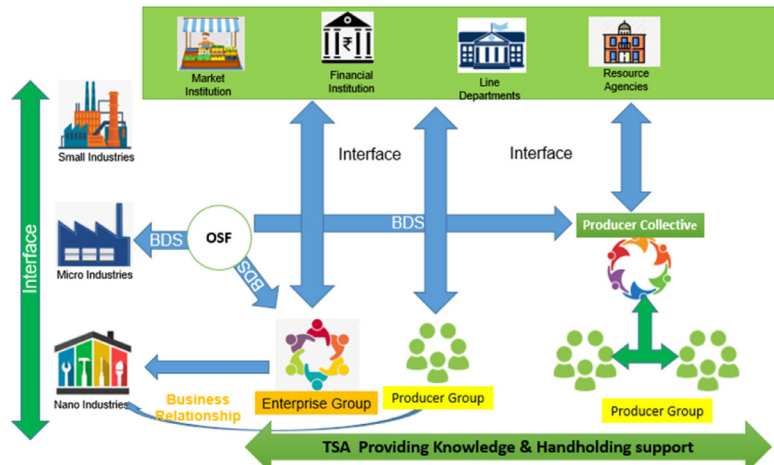 Market
Institution
Financial
Institution
Line
Departments
Resource
Agencies
₹
Small Industries
Interface
Interface
Interface
Micro Industries
BDS
OSF
BDS
BDS
Producer Collective
Nano Industries
Business
Relationship
Enterprise Group
Producer Group
Producer Group
TSA Providing Knowledge & Handholding support